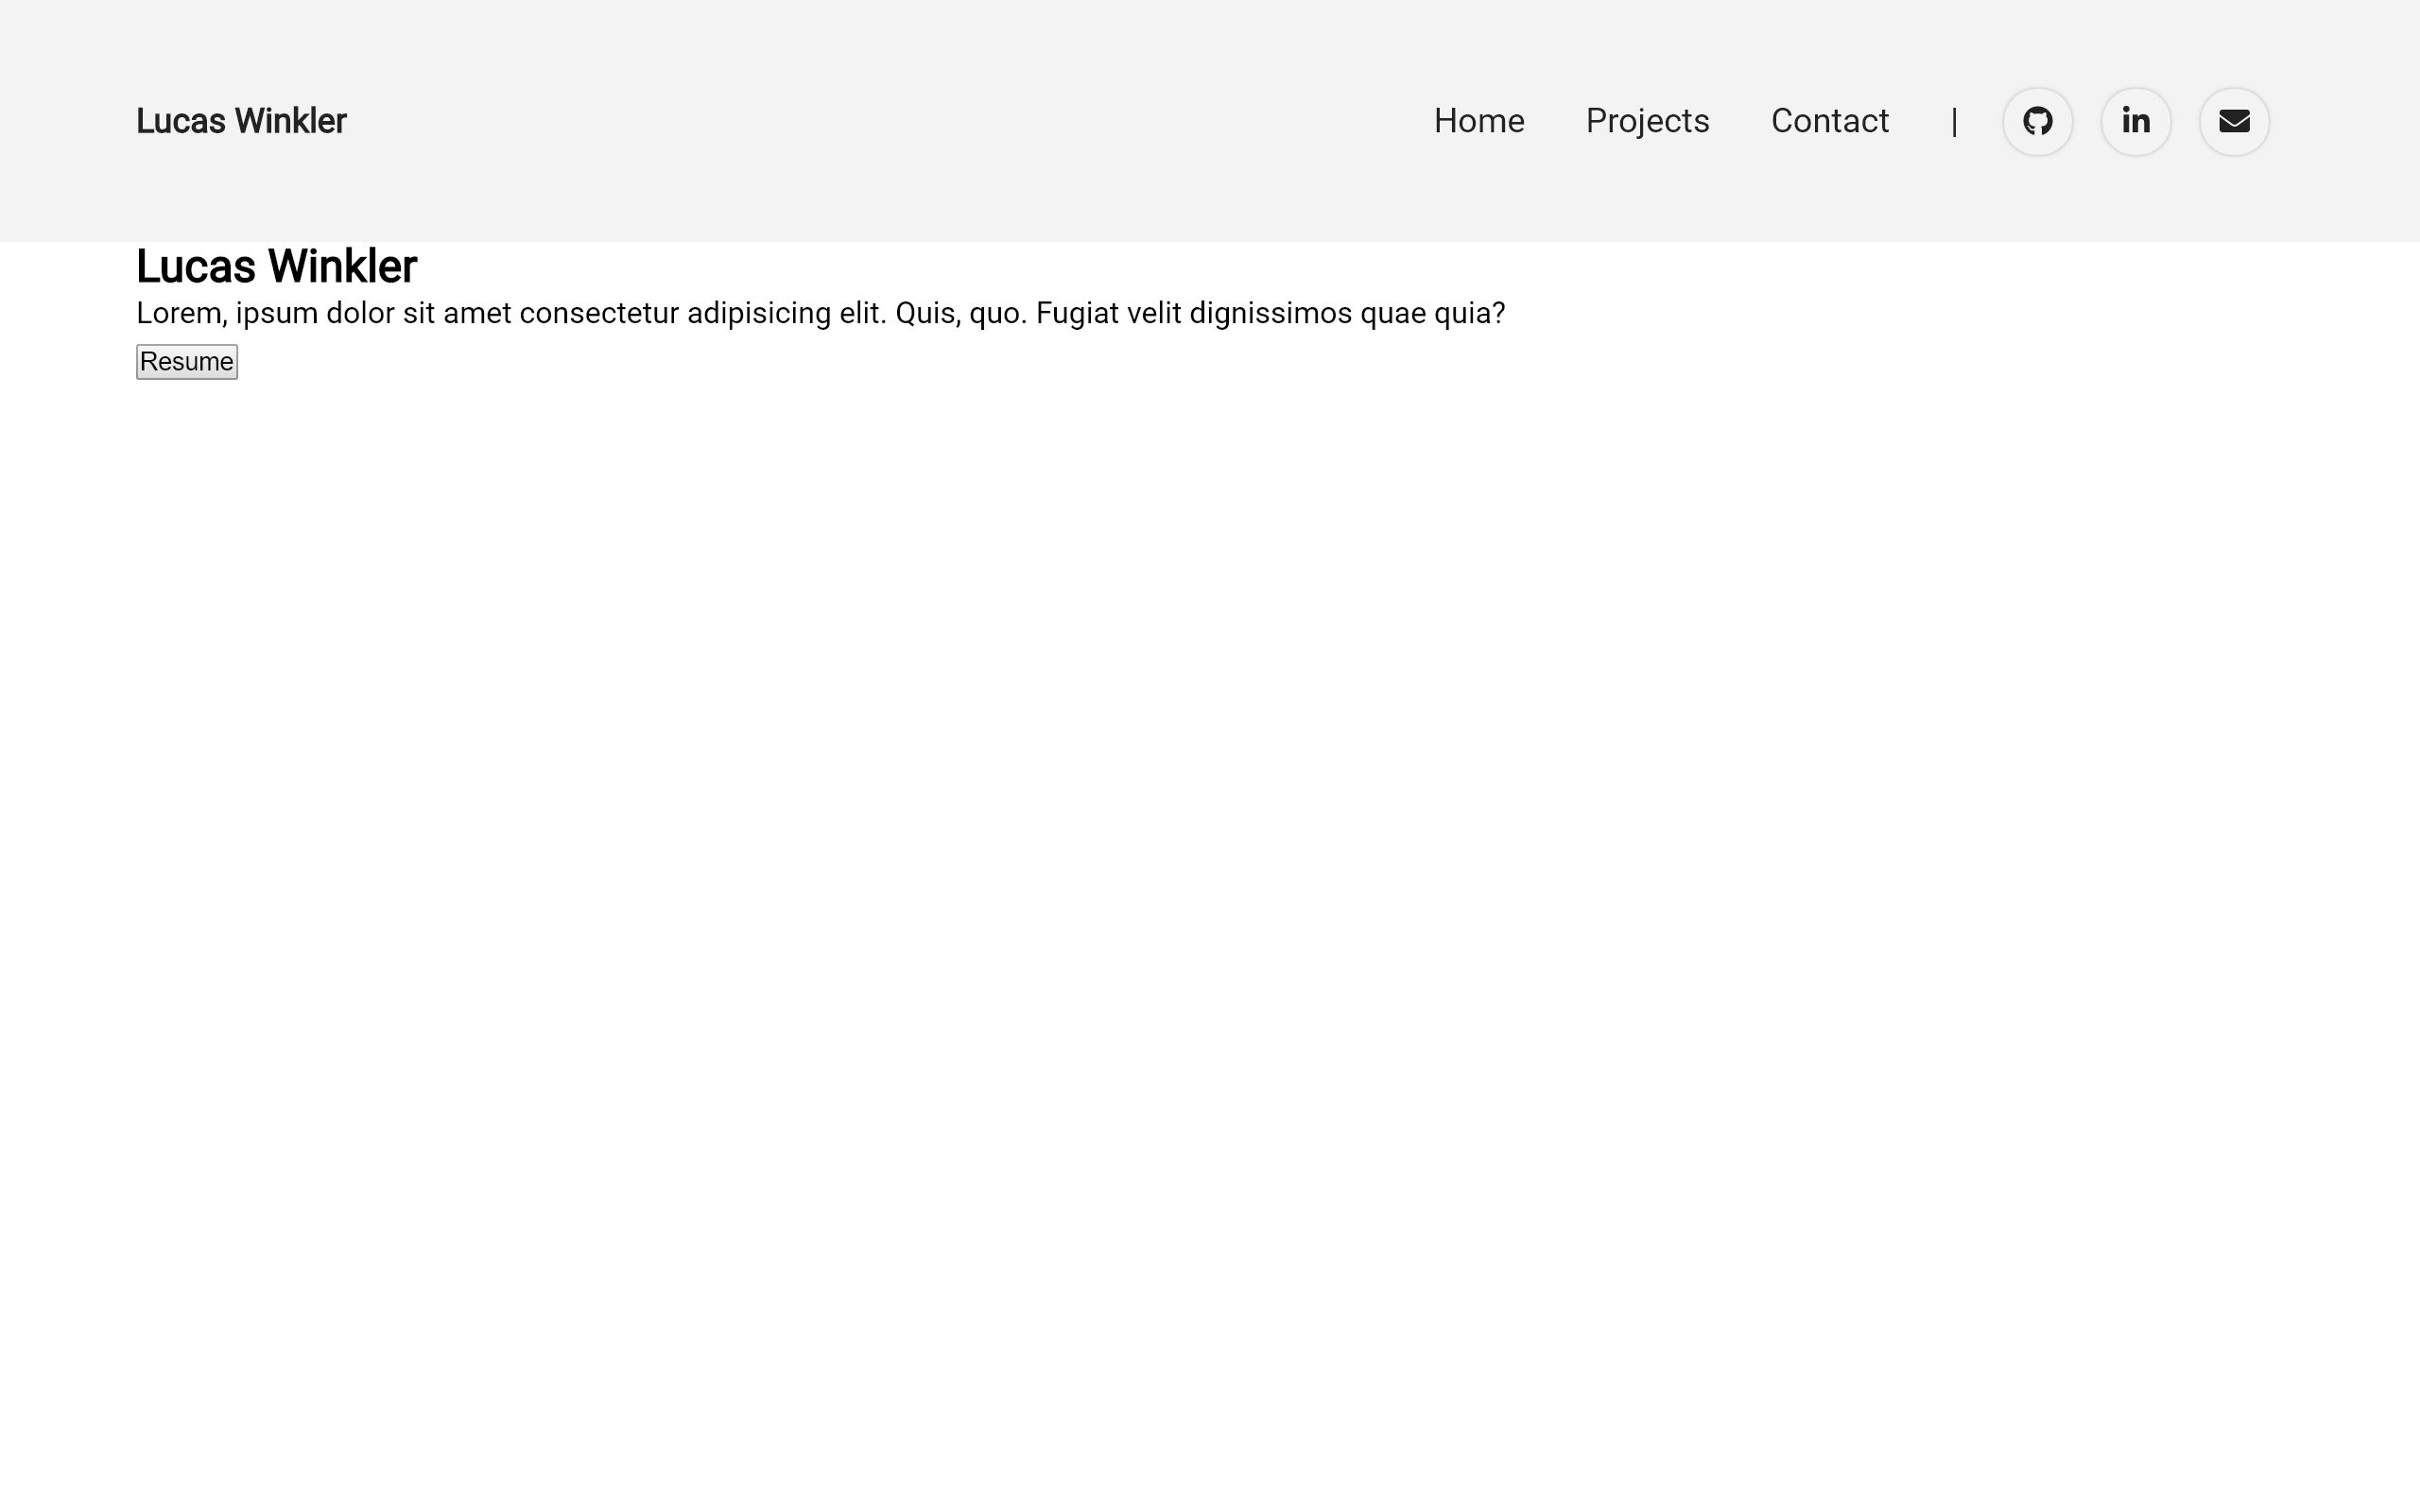 Lucas Winkler
Home Projects Contact |
Lucas Winkler
Lorem, ipsum dolor sit amet consectetur adipisicing elit. Quis, quo. Fugiat velit dignissimos quae quia?
Resume